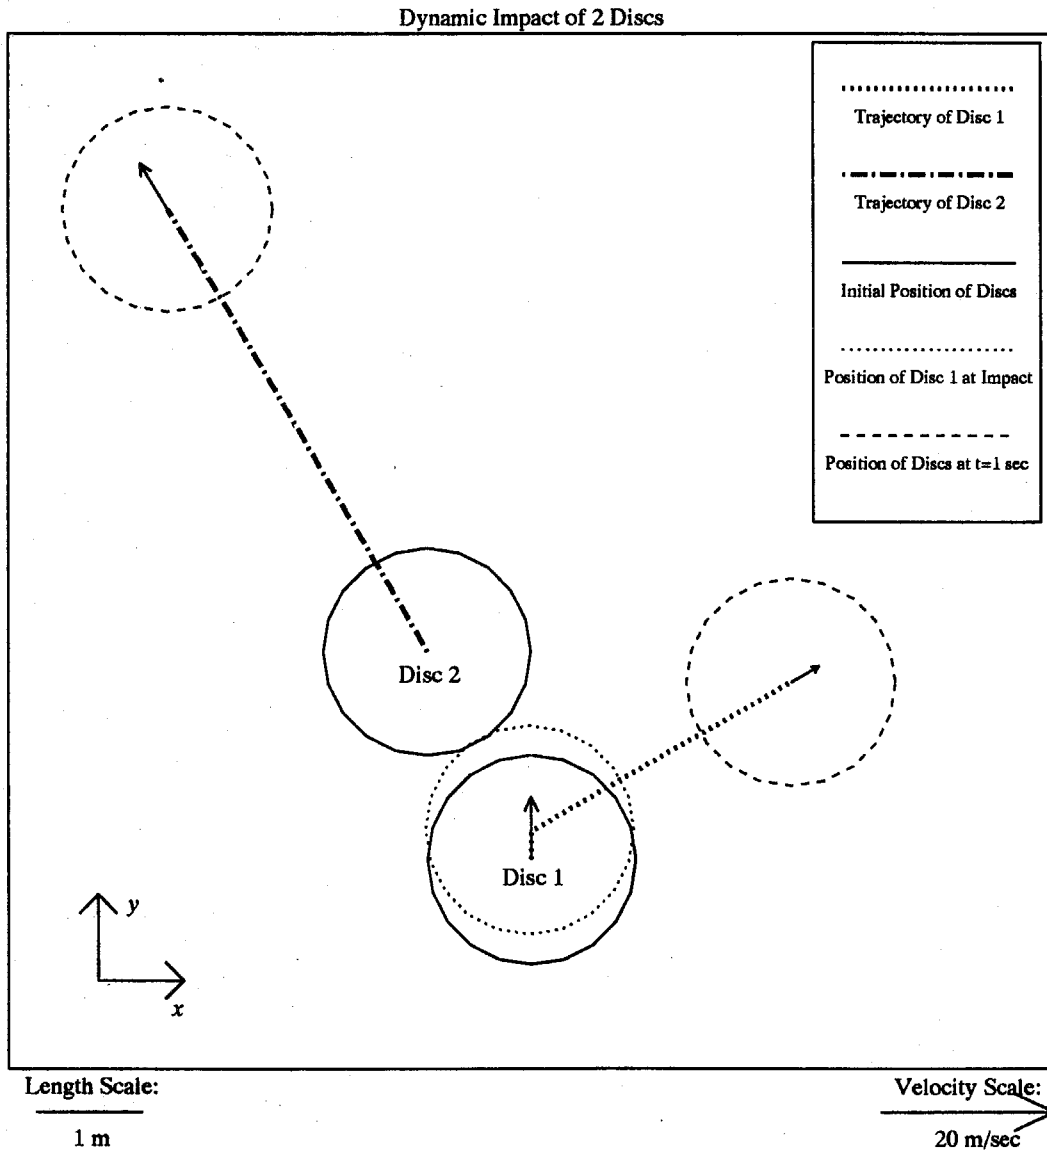 Dynamic Impact of 2 Discs
Trajectory of Disc 1
Trajectory of Disc 2
Initial Position of Discs
Position of Disc 1 at Impact
Position of Discs at t=1 sec
Disc 2
Disc 1
y
x
Length Scale:
1 m
Velocity Scale:
20 m/sec